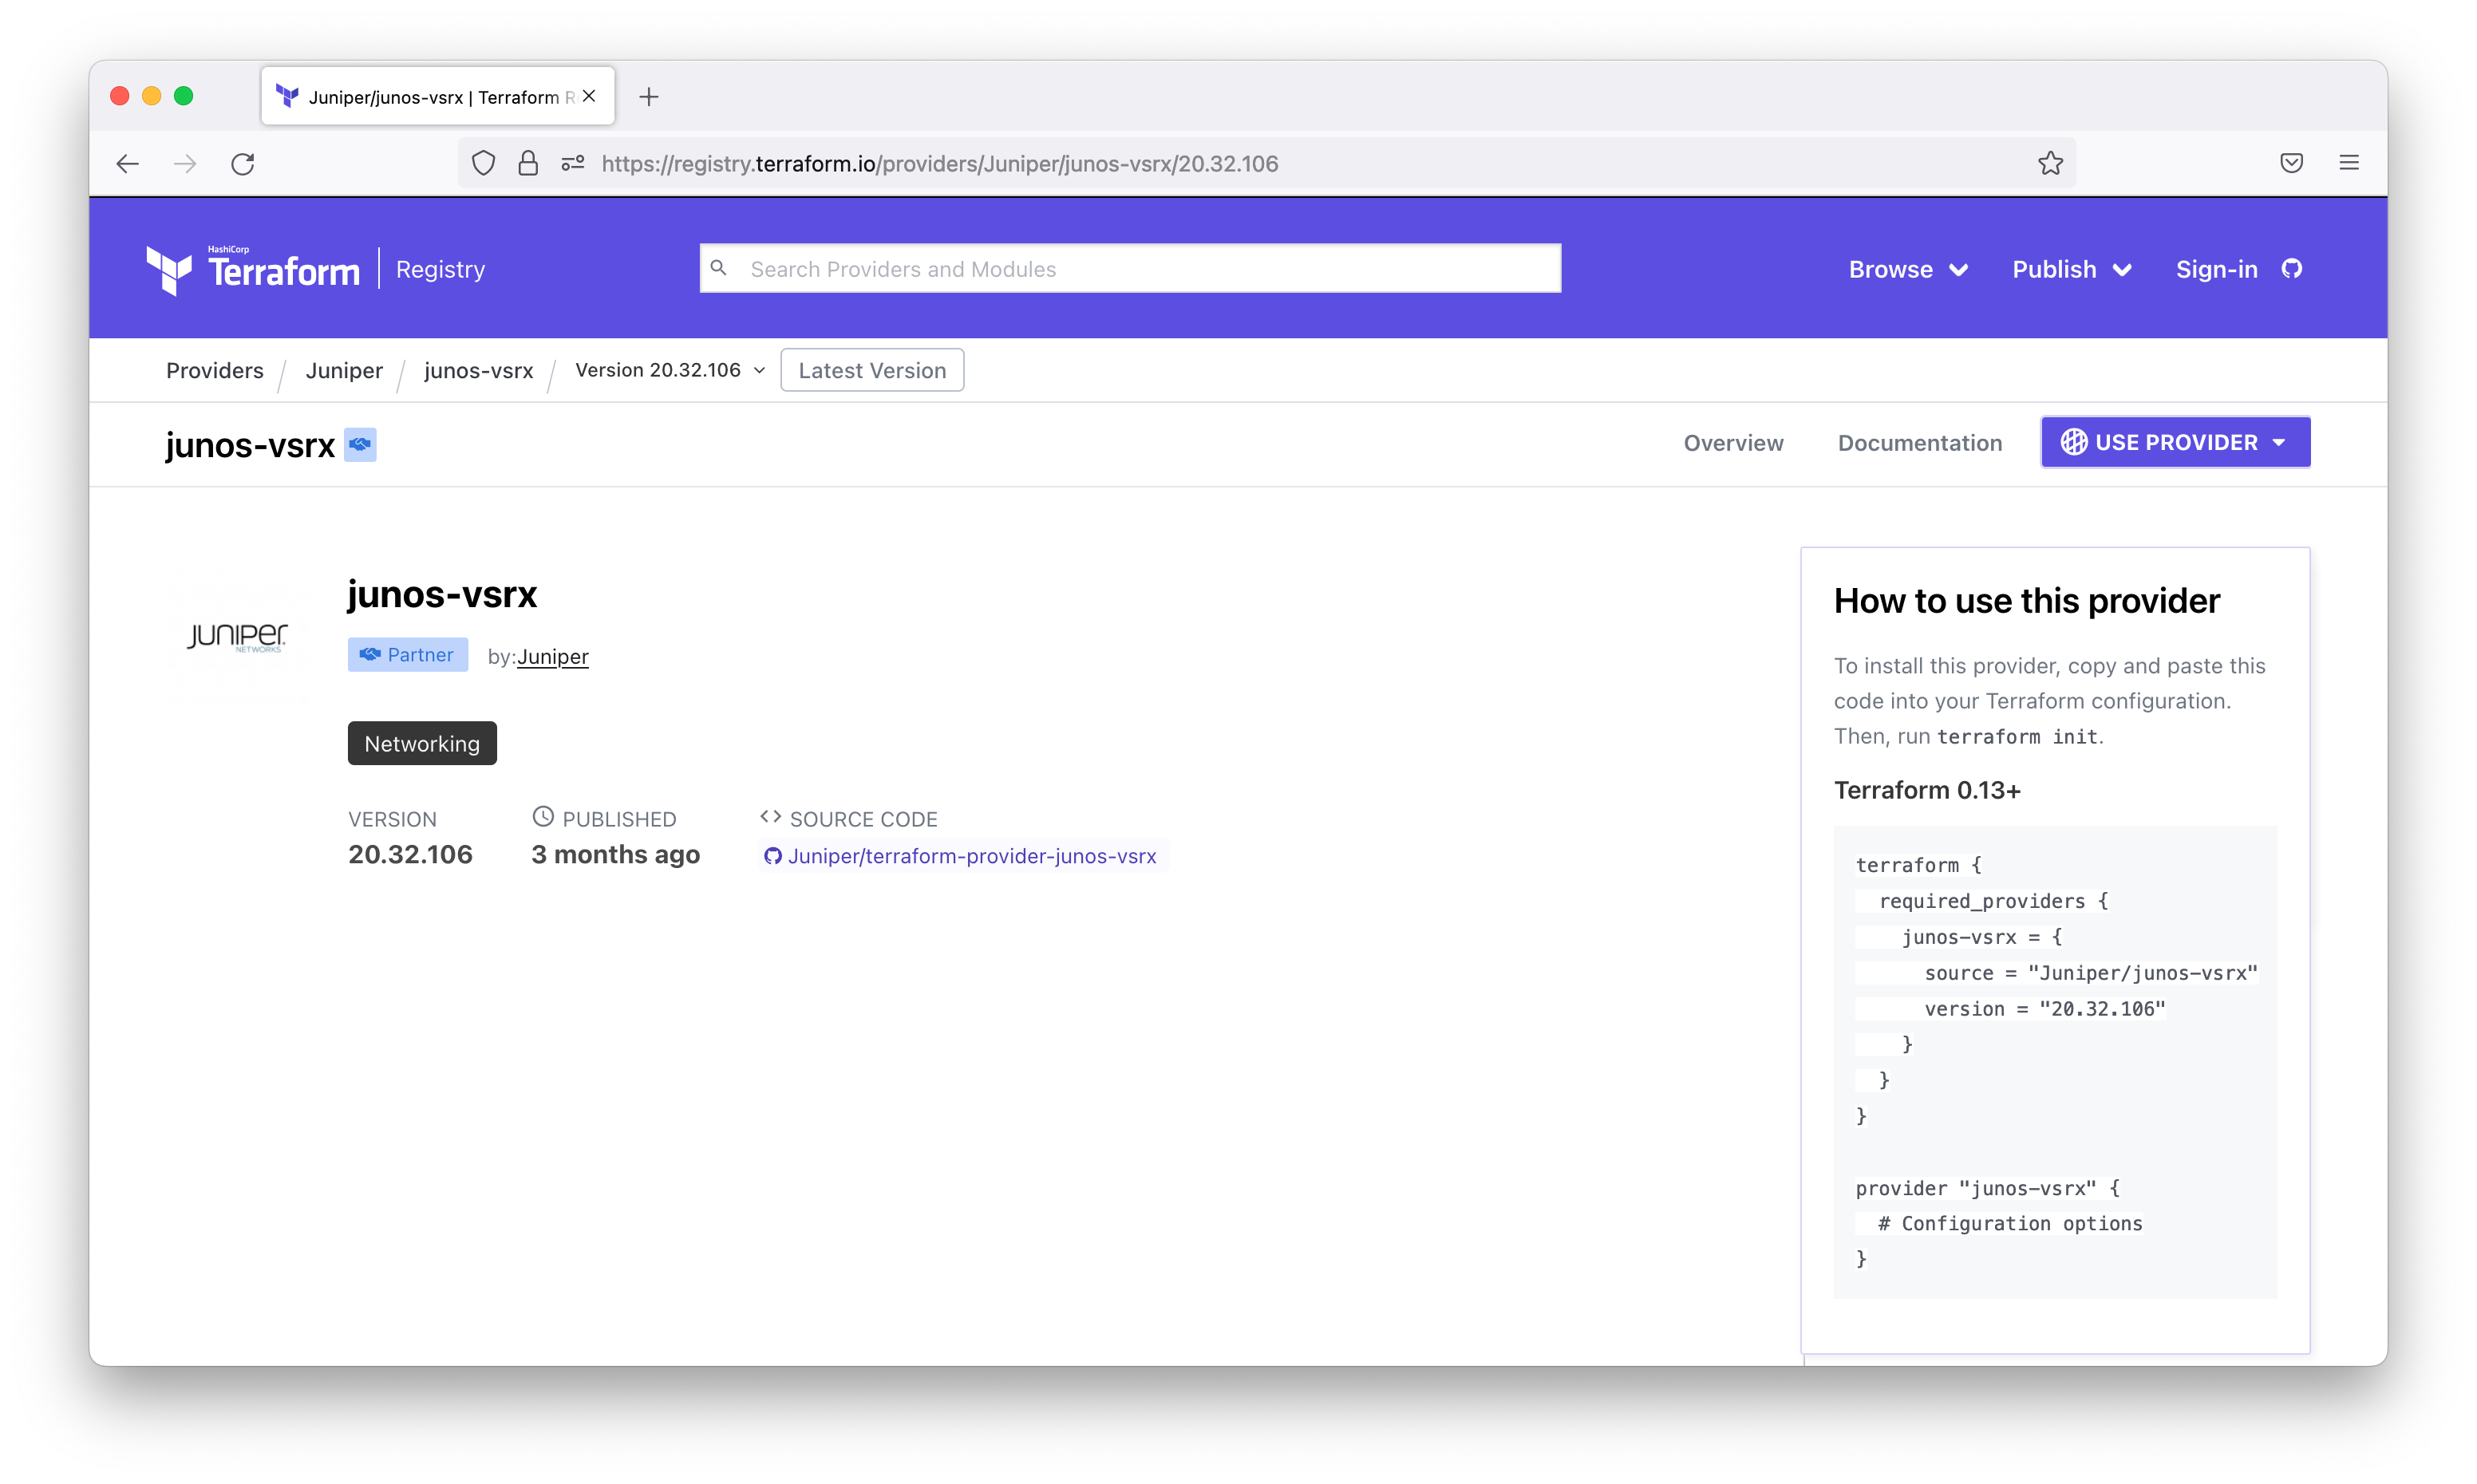 Juniper/junos-vsrx | Terraform R
https://registry.terraform.io/providers/Juniper/junos-vsrx/20.32.106
HashiCorp
Terraform
Registry
Search Providers and Modules
Browse
Publish
Sign-in
Providers / Juniper / junos-vsrx / Version 20.32.106
Latest Version
junos-vsrx
Overview
Documentation
USE PROVIDER
JUNIPER
NETWORKS
junos-vsrx
Partner
by:Juniper
Networking
VERSION
20.32.106
PUBLISHED
3 months ago
SOURCE CODE
Juniper/terraform-provider-junos-vsrx
How to use this provider
To install this provider, copy and paste this
code into your Terraform configuration.
Then, run terraform init.
Terraform 0.13+
terraform {
  required_providers {
    junos-vsrx = {
      source = "Juniper/junos-vsrx"
      version = "20.32.106"
    }
  }
}
provider "junos-vsrx" {
  # Configuration options
}